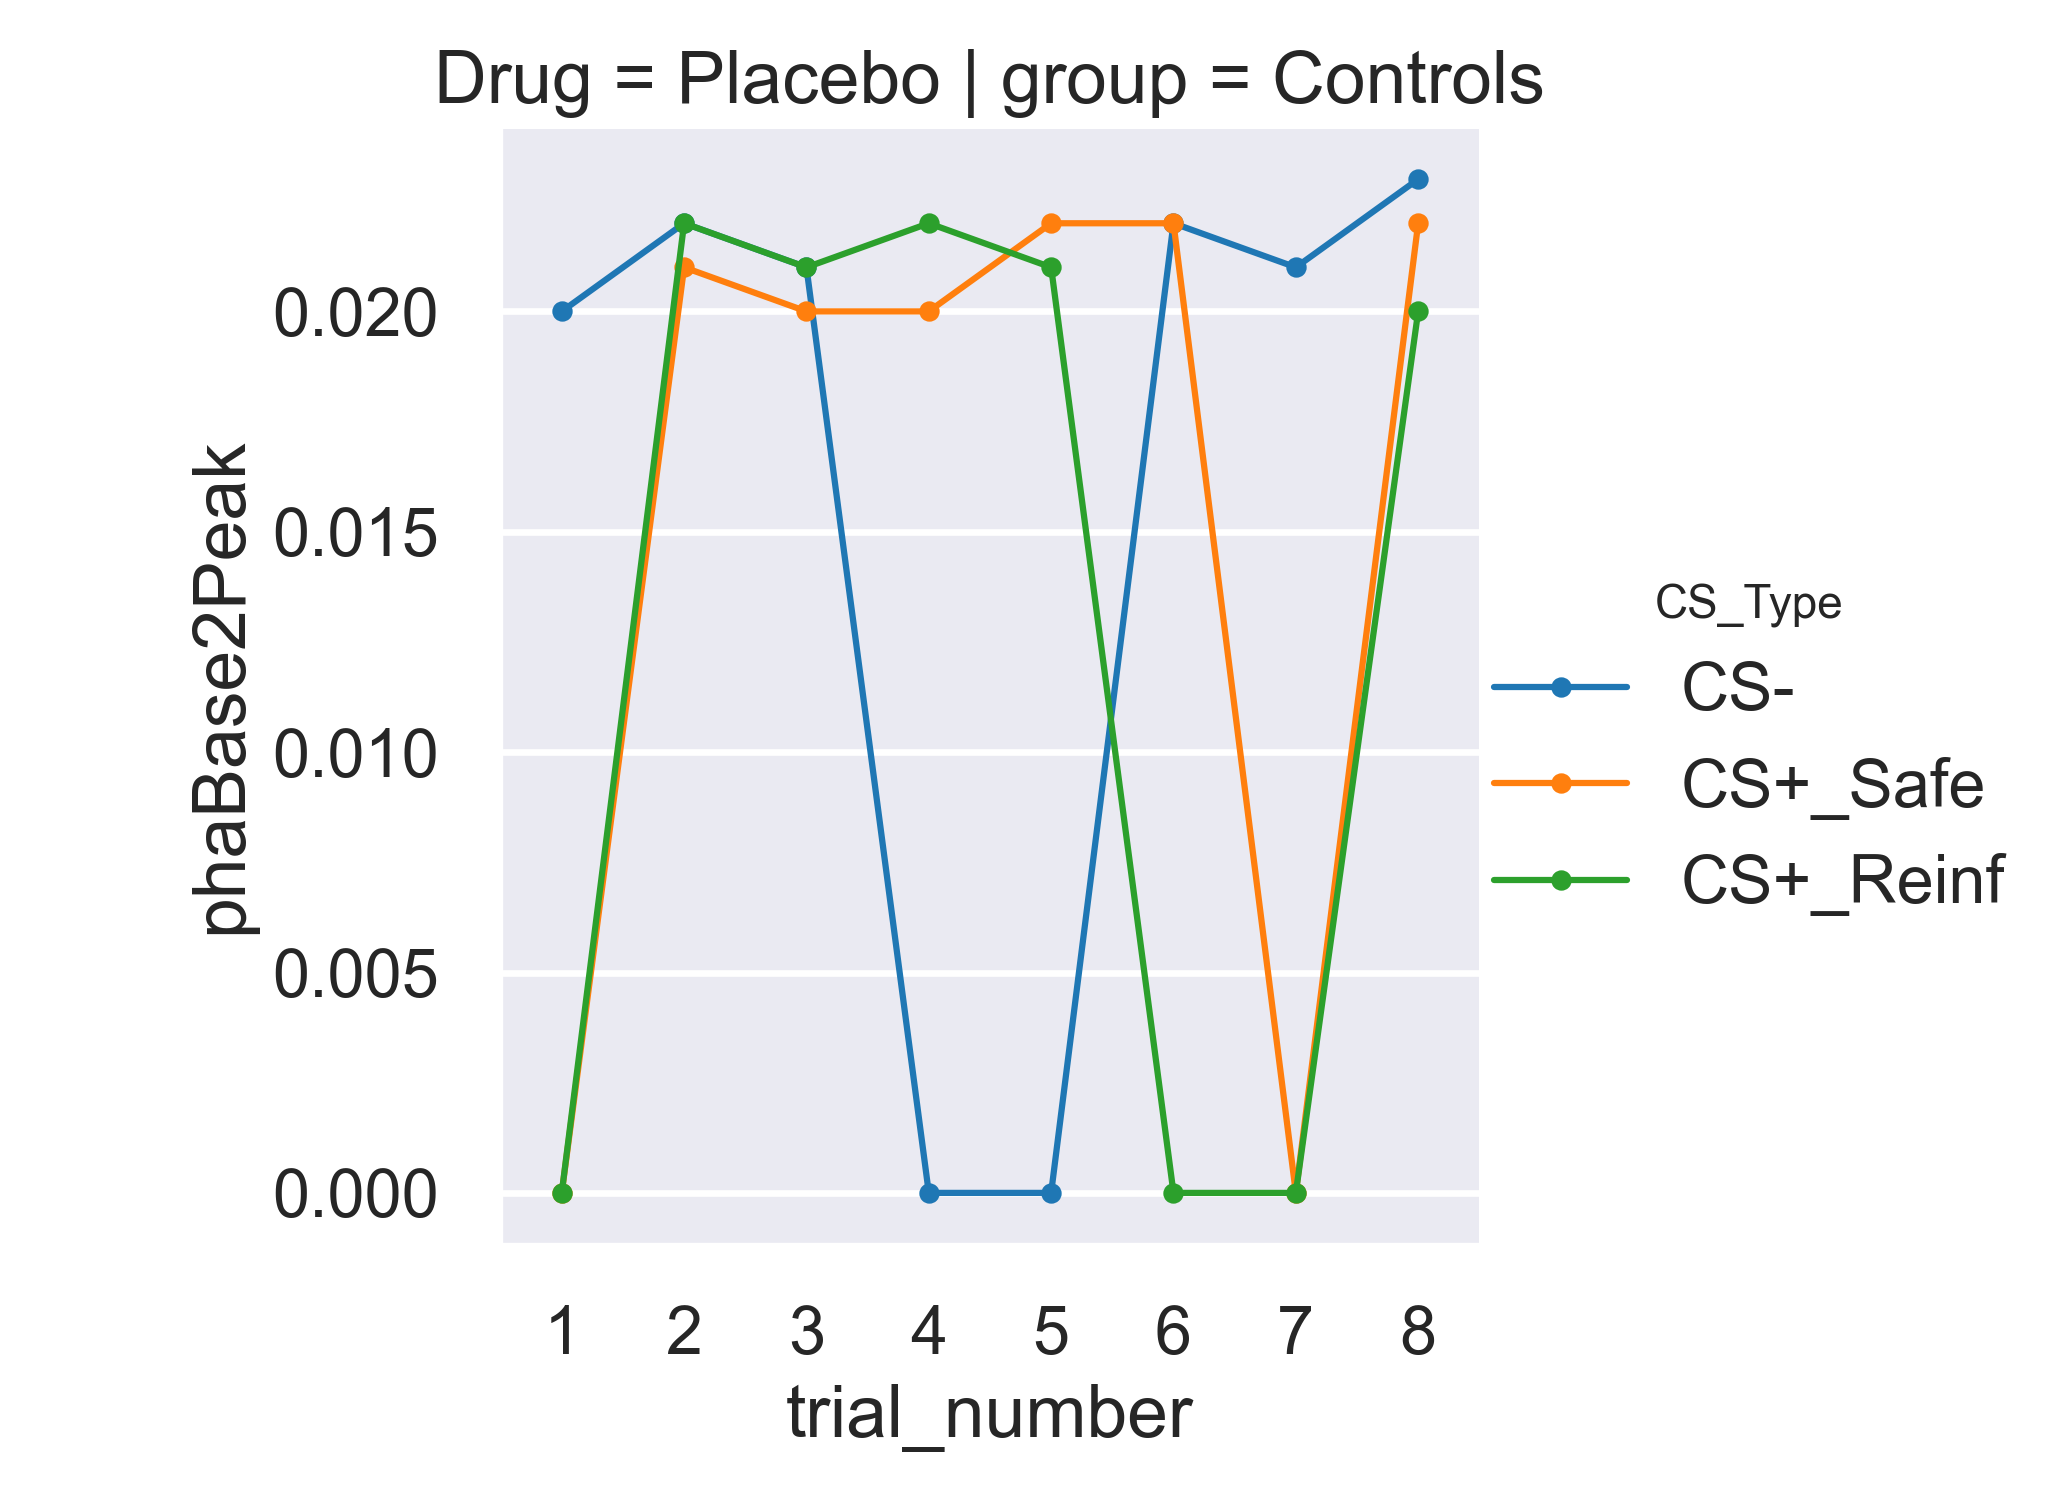 Drug = Placebo | group = Controls
phaBase2Peak
0.020
0.015
0.010
0.005
0.000
1 2 3 4 5 6 7 8
trial_number
CS_Type
CS-
CS+_Safe
CS+_Reinf